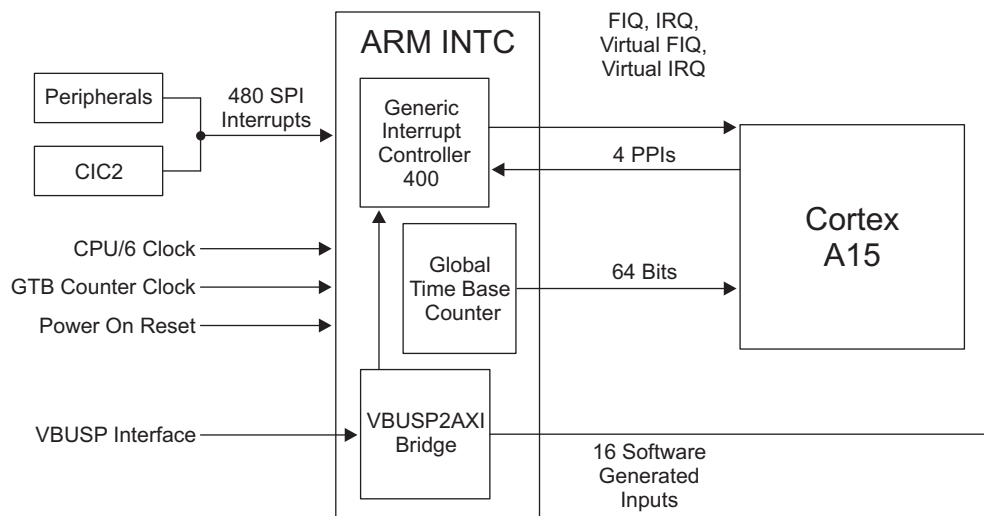 ARM INTC
FIQ, IRQ,
Virtual FIQ,
Virtual IRQ
Peripherals
480 SPI
Interrupts
CIC2
Generic
Interrupt
Controller
400
4 PPIs
Cortex
A15
CPU/6 Clock
GTB Counter Clock
Power On Reset
Global
Time Base
Counter
64 Bits
VBUSP Interface
VBUSP2AXI
Bridge
16 Software
Generated
Inputs